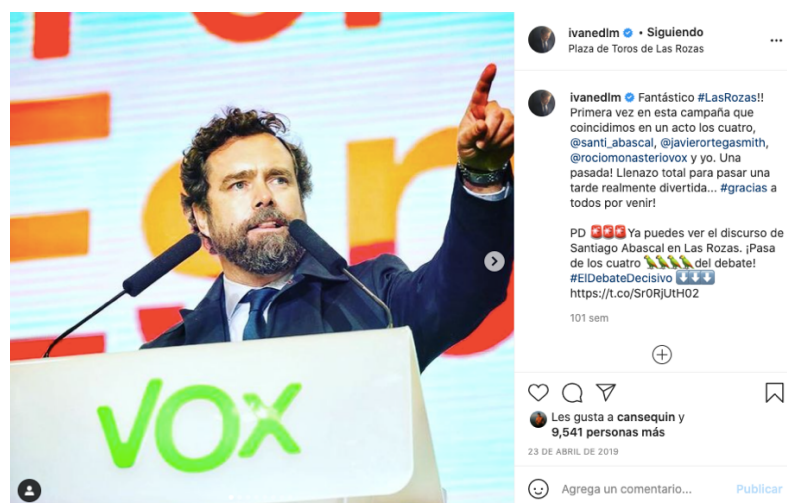 VOX
ivanedlm • Siguiendo
Plaza de Toros de Las Rozas
ivanedlm Fantástico #LasRozas!!
Primera vez en esta campaña que
coincidimos en un acto los cuatro,
@santi_abascal, @javierortegasmith,
@rociomonasteriovox y yo. Una
pasada! Llenazo total para pasar una
tarde realmente divertida... #gracias a
todos por venir!
PD 🚨🚨🚨Ya puedes ver el discurso de
Santiago Abascal en Las Rozas. ¡Pasa
de los cuatro 🦜🦜🦜🦜del debate!
#ElDebateDecisivo ⬇️⬇️⬇️
https://t.co/Sr0RjUtH02
101 sem
Les gusta a cansequin y
9,541 personas más
23 DE ABRIL DE 2019
Agrega un comentario...
Publicar